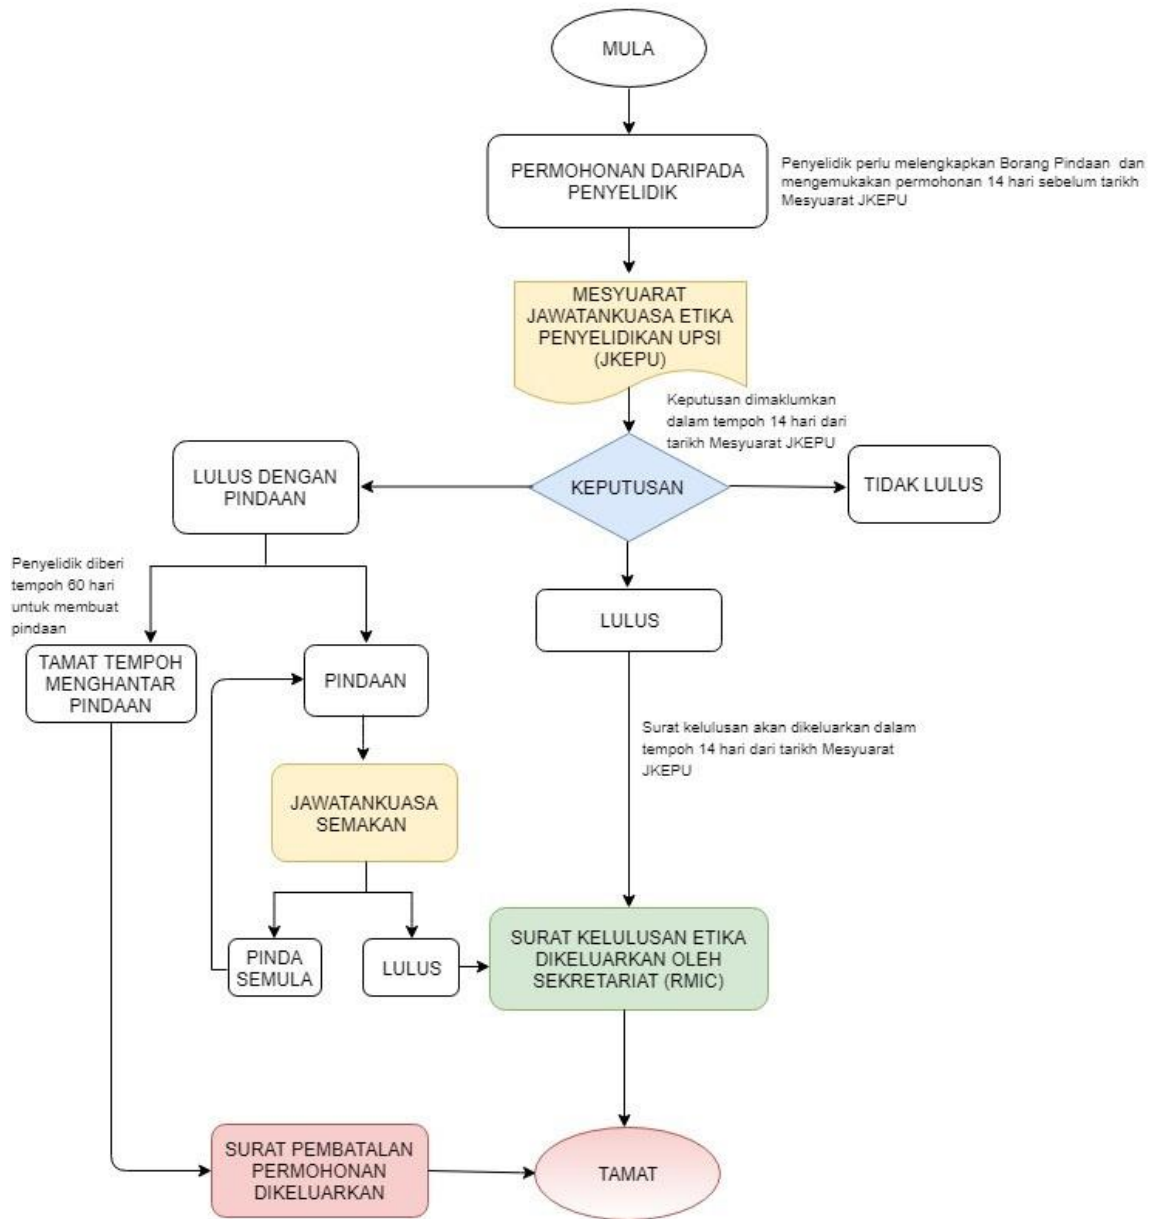 MULA
PERMOHONAN DARIPADA
PENYELIDIK
Penyelidik perlu melengkapkan Borang Pindaan dan
mengemukakan permohonan 14 hari sebelum tarikh
Mesyuarat JKEPU
MESYUARAT
JAWATANKUASA ETIKA
PENYELIDIKAN UPSI
(JKEPU)
Keputusan dimaklumkan
dalam tempoh 14 hari dari
tarikh Mesyuarat JKEPU
LULUS DENGAN
PINDAAN
KEPUTUSAN
TIDAK LULUS
Penyelidik diberi
tempoh 60 hari
untuk membuat
pindaan
LULUS
TAMAT TEMPOH
MENGHANTAR
PINDAAN
PINDAAN
Surat kelulusan akan dikeluarkan dalam
tempoh 14 hari dari tarikh Mesyuarat
JKEPU
JAWATANKUASA
SEMAKAN
PINDA
SEMULA
LULUS
SURAT KELULUSAN ETIKA
DIKELUARKAN OLEH
SEKRETARIAT (RMIC)
SURAT PEMBATALAN
PERMOHONAN
DIKELUARKAN
TAMAT